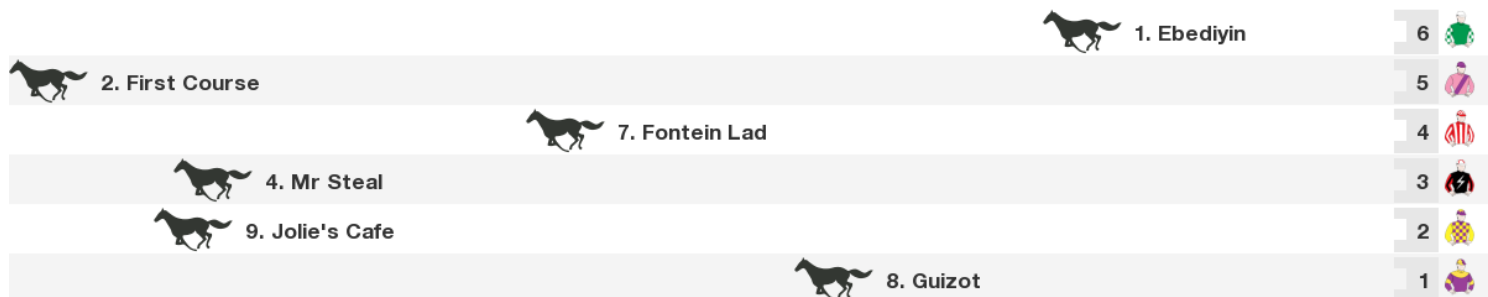 1. Ebediyin 6
2. First Course 5
7. Fontein Lad 4
4. Mr Steal 3
9. Jolie's Cafe 2
8. Guizot 1